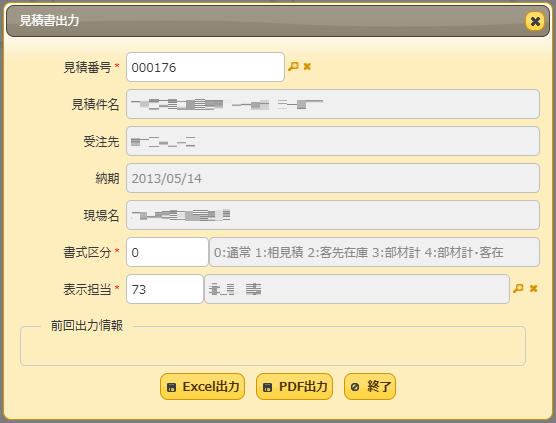 見積書出力
見積番号* 000176
見積件名
受注先
納期 2013/05/14
現場名
書式区分* 0 0:通常 1:相見積 2:客先在庫 3:部材計 4:部材計・客在
表示担当* 73
前回出力情報
Excel出力 PDF出力 終了